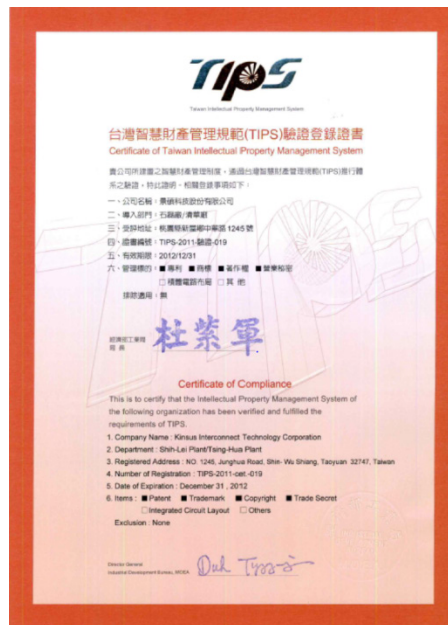 TIPS
Taiwan Intellectual Property Management System
台灣智慧財產管理規範(TIPS)驗證登錄證書
Certificate of Taiwan Intellectual Property Management System
貴公司所建置之智慧財產管理制度，通過台灣智慧財產管理規範(TIPS)推行體
系之驗證，特此證明，相關登錄事項如下：
一、公司名稱：景碩科技股份有限公司
二、導入部門：石磊廠/清華廠
三、受評地址：桃園縣新屋鄉中華路1245號
四、證書編號：TIPS-2011-驗證-019
五、有效期限：2012/12/31
六、管理標的：■專利 ■商標 ■著作權 ■營業秘密
□積體電路布局 □其 他
排除適用：無
經濟部工業局
局 長
杜紫軍
Certificate of Compliance
This is to certify that the Intellectual Property Management System of
the following organization has been verified and fulfilled the
requirements of TIPS.
1. Company Name : Kinsus Interconnect Technology Corporation
2. Department : Shih-Lei Plant/Tsing-Hua Plant
3. Registered Address : NO. 1245, Junghua Road, Shin- Wu Shiang, Taoyuan 32747, Taiwan
4. Number of Registration : TIPS-2011-cet.-019
5. Date of Expiration : December 31 , 2012
6. Items : ■ Patent ■ Trademark ■ Copyright ■ Trade Secret
□ Integrated Circuit Layout □ Others
Exclusion : None
Director General
Industrial Development Bureau, MOEA